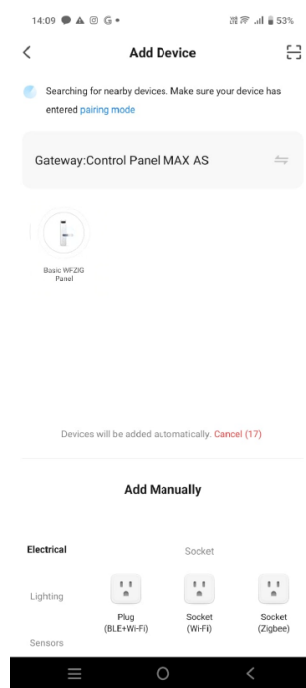 14:09 G • 53%
Add Device
Searching for nearby devices. Make sure your device has
entered pairing mode
Gateway:Control Panel MAX AS
Basic WFZIG
Panel
Devices will be added automatically. Cancel (17)
Add Manually
Electrical
Socket
Lighting
Plug
(BLE+Wi-Fi)
Socket
(Wi-Fi)
Socket
(Zigbee)
Sensors